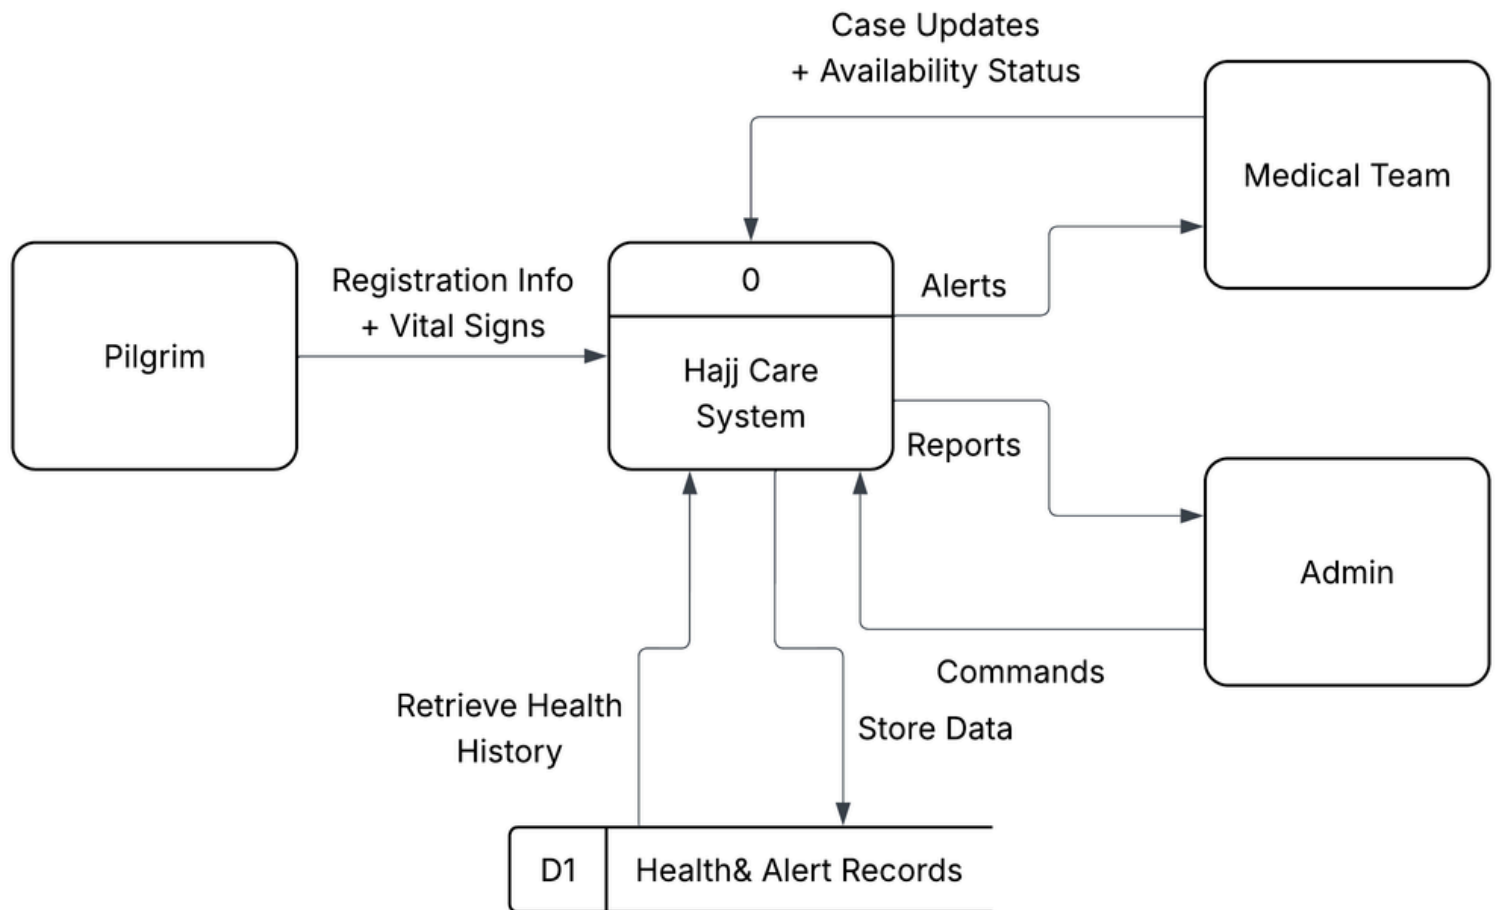 Case Updates
+ Availability Status
Medical Team
Registration Info
+ Vital Signs
0
Alerts
Pilgrim
Hajj Care
System
Reports
Admin
Commands
Retrieve Health
History
Store Data
D1
Health& Alert Records